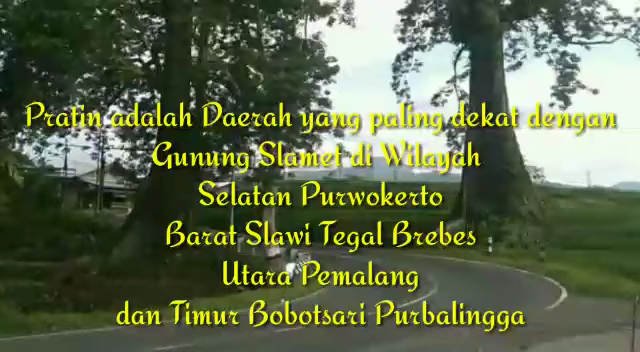 Pratin adalah Daerah yang paling dekat dengan
Gunung Slamet di Wilayah
Selatan Purwokerto
Barat Slawi Tegal Brebes
Utara Pemalang
dan Timur Bobotsari Purbalingga